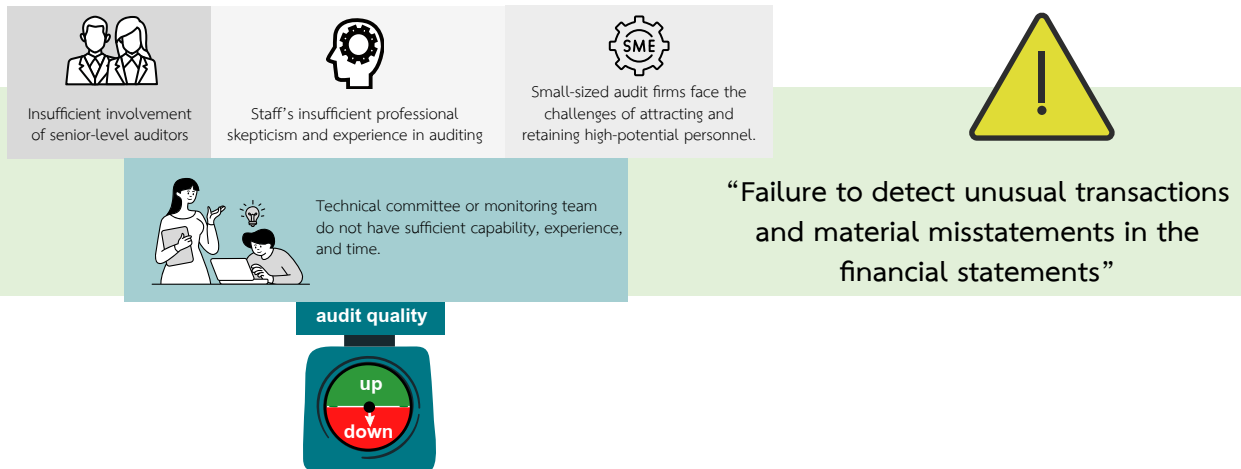 Insufficient involvement
of senior-level auditors
Staff's insufficient professional
skepticism and experience in auditing
SME
Small-sized audit firms face the
challenges of attracting and
retaining high-potential personnel.
Technical committee or monitoring team
do not have sufficient capability, experience,
and time.
audit quality
up
down
!
“Failure to detect unusual transactions
and material misstatements in the
financial statements”